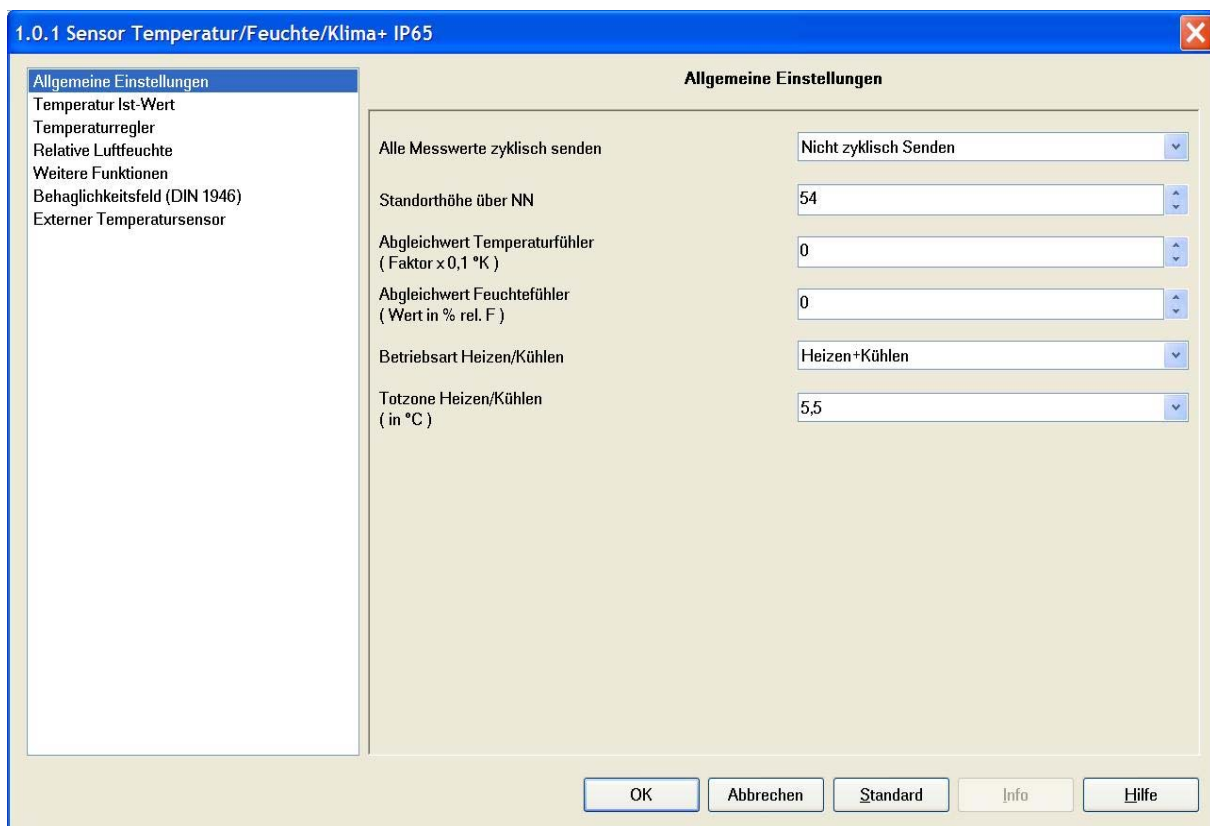 1.0.1 Sensor Temperatur/Feuchte/Klima+ IP65
Allgemeine Einstellungen
Temperatur Ist-Wert
Temperaturregler
Relative Luftfeuchte
Weitere Funktionen
Behaglichkeitsfeld (DIN 1946)
Externer Temperatursensor
Allgemeine Einstellungen
Alle Messwerte zyklisch senden
Nicht zyklisch Senden
Standorthöhe über NN
54
Abgleichwert Temperaturfühler
( Faktor x 0,1 °K )
0
Abgleichwert Feuchtefühler
( Wert in % rel. F )
0
Betriebsart Heizen/Kühlen
Heizen+Kühlen
Totzone Heizen/Kühlen
( in °C )
5,5
OK
Abbrechen
Standard
Info
Hilfe